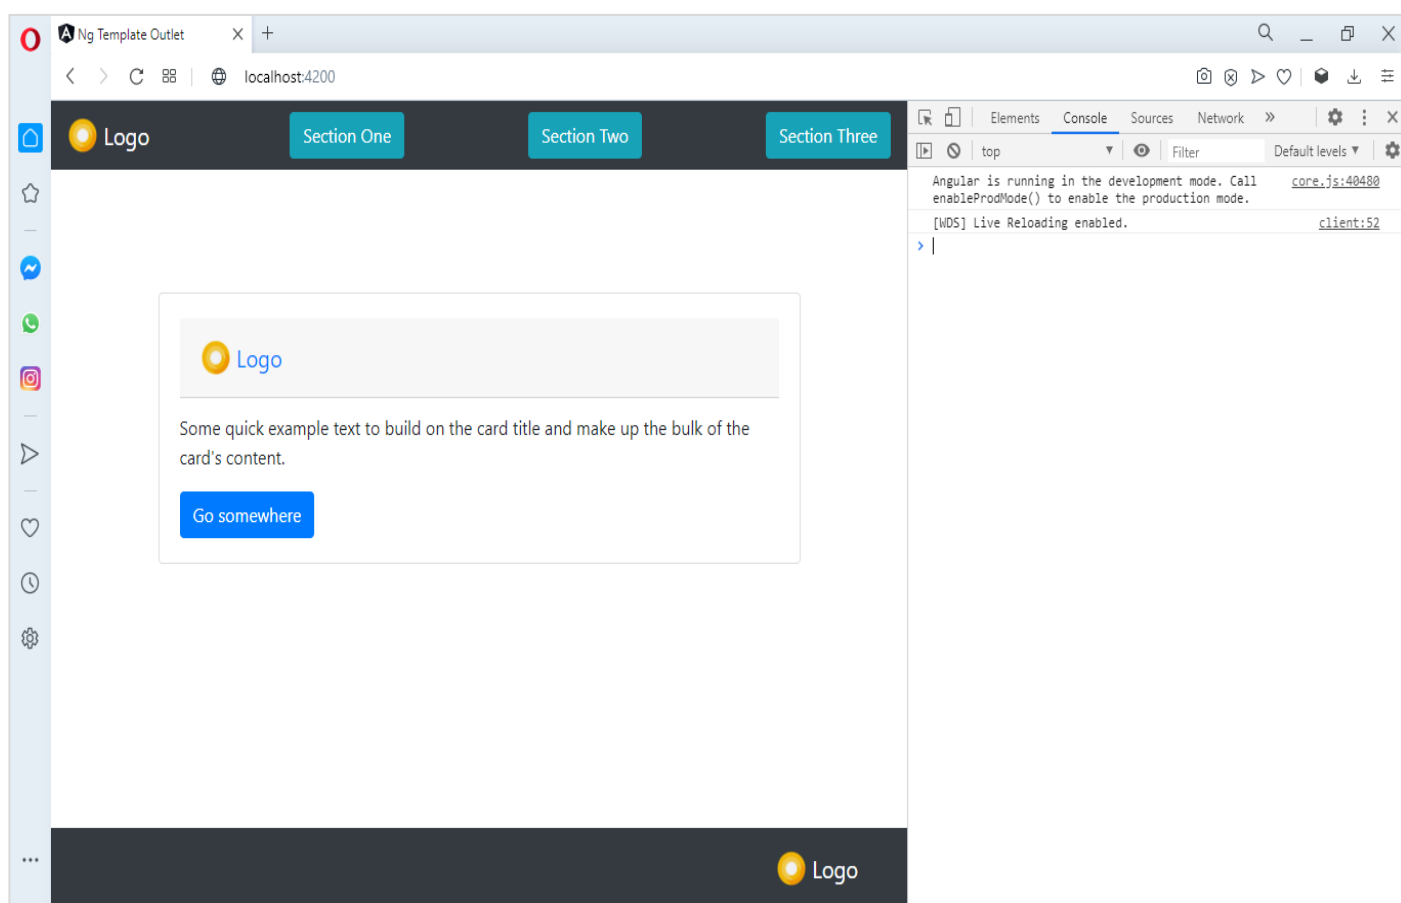 Ng Template Outlet
localhost:4200
Logo
Section One
Section Two
Section Three
Logo
Some quick example text to build on the card title and make up the bulk of the
card's content.
Go somewhere
Logo
Elements Console Sources Network »
top Filter Default levels ▼
Angular is running in the development mode. Call core.js:40480
enableProdMode() to enable the production mode.
[WDS] Live Reloading enabled. client:52
>